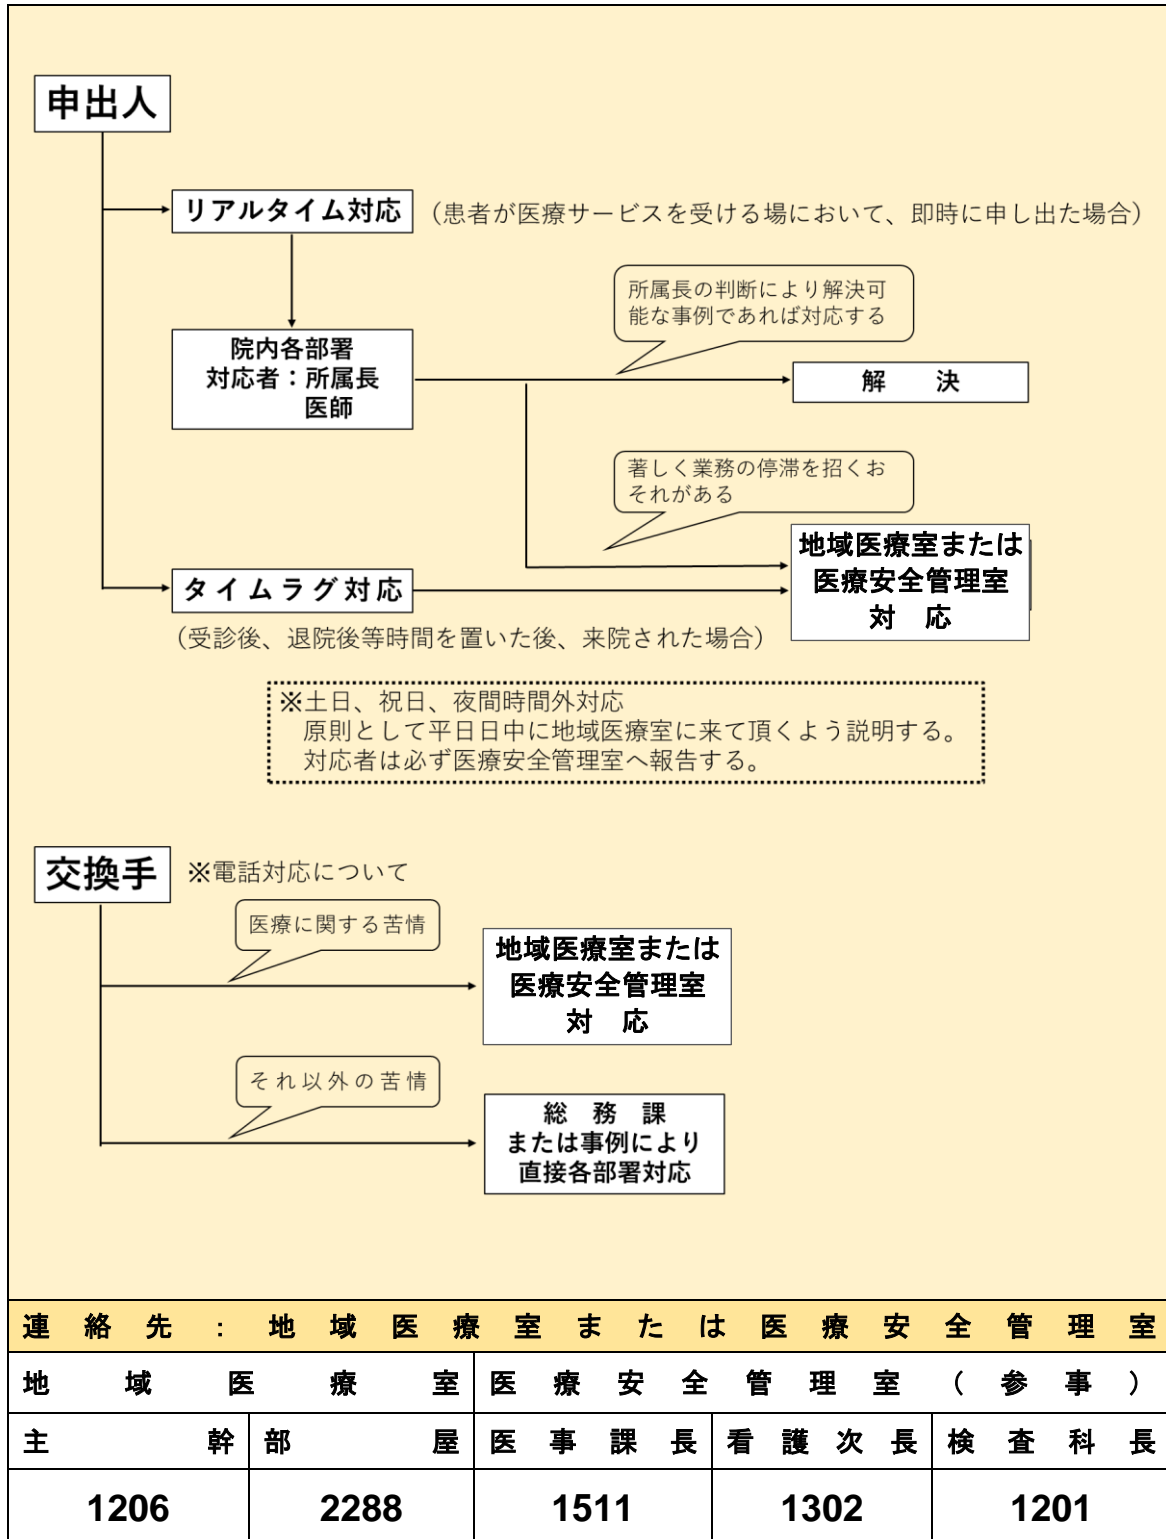 申出人
リアルタイム対応
（患者が医療サービスを受ける場において、即時に申し出た場合）
所属長の判断により解決可
能な事例であれば対応する
院内各部署
対応者：所属長
医師
解　決
著しく業務の停滞を招くお
それがある
地域医療室または
医療安全管理室
対　応
タイムラグ対応
（受診後、退院後等時間を置いた後、来院された場合）
※土日、祝日、夜間時間外対応
原則として平日日中に地域医療室に来て頂くよう説明する。
対応者は必ず医療安全管理室へ報告する。
交換手
※電話対応について
医療に関する苦情
地域医療室または
医療安全管理室
対　応
それ以外の苦情
総　務　課
または事例により
直接各部署対応
連絡先：地域医療室または医療安全管理室
地域医療室 医療安全管理室（参事）
主幹 部屋 医事課長 看護次長 検査科長
1206 2288 1511 1302 1201